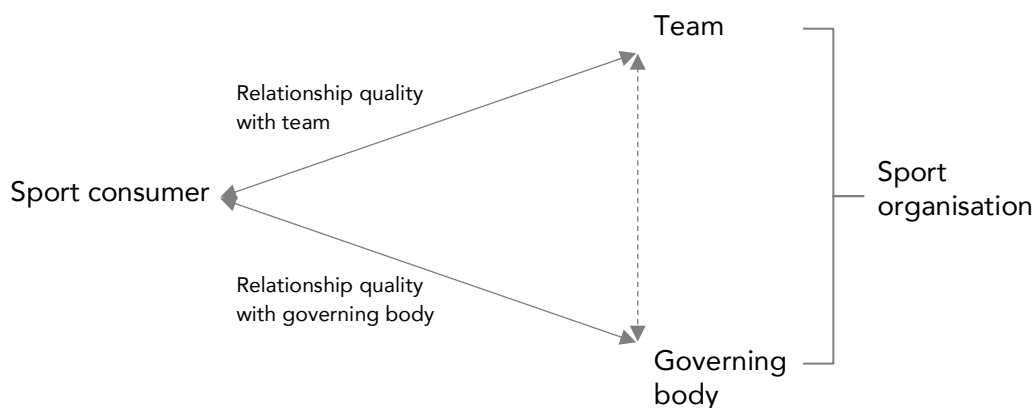 Team
Relationship quality
with team
Sport consumer
Sport
organisation
Relationship quality
with governing body
Governing
body